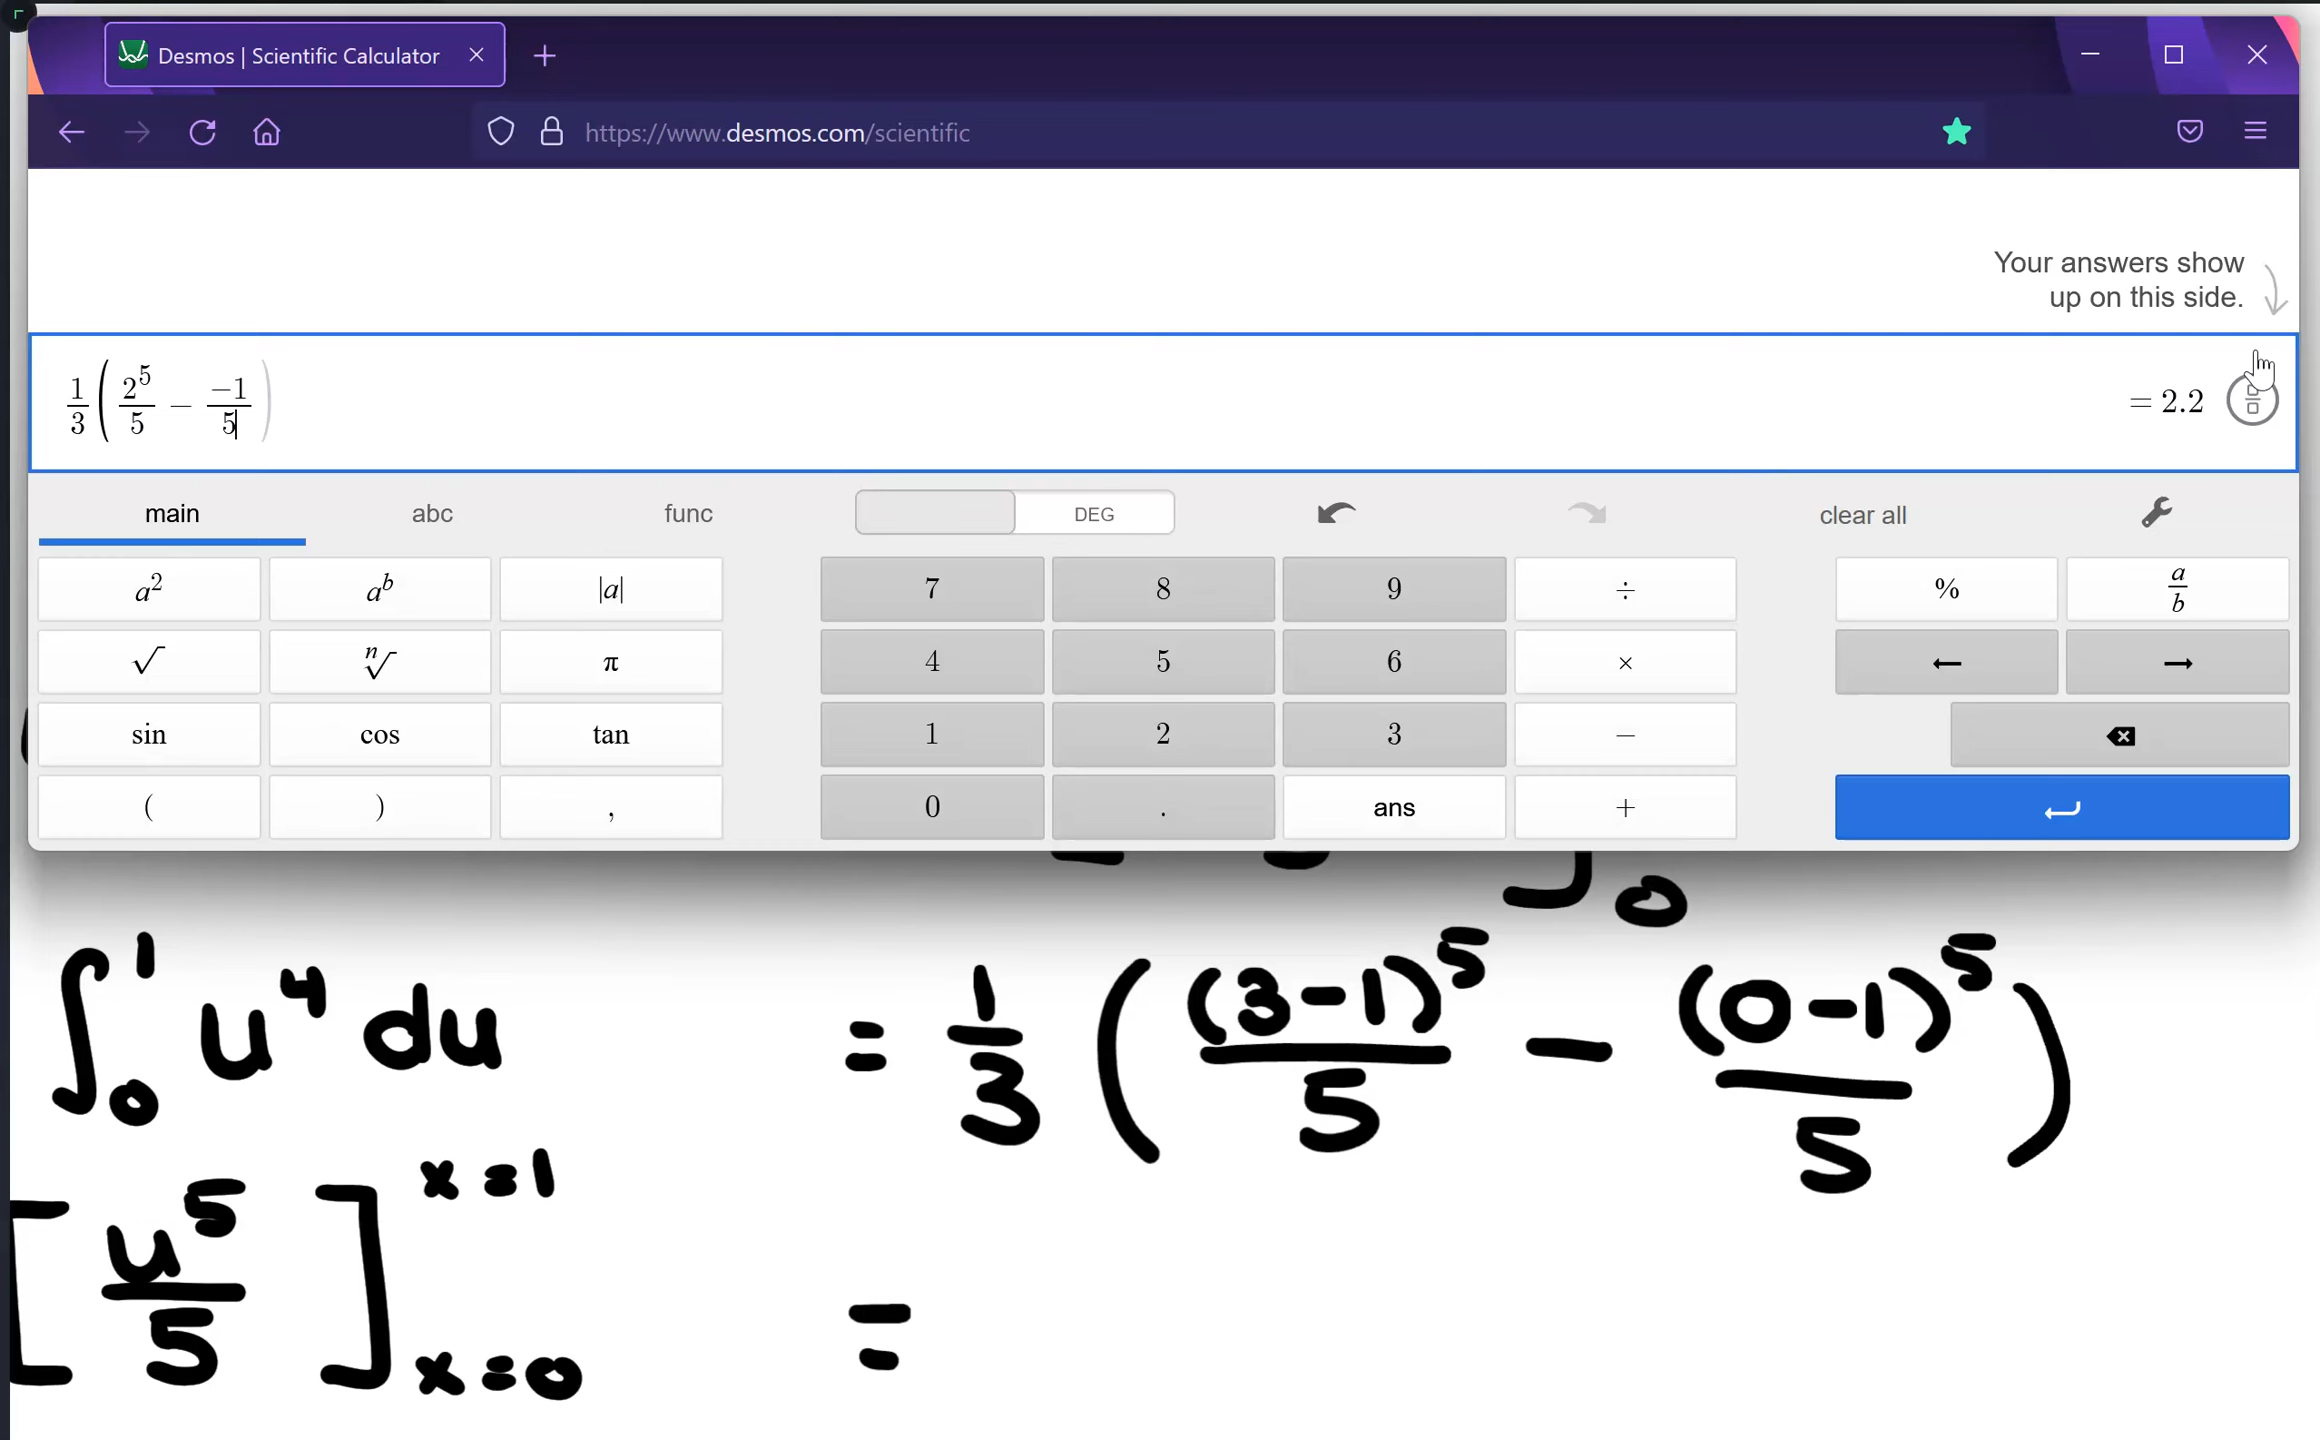 Desmos | Scientific Calculator
https://www.desmos.com/scientific
Your answers show
up on this side.
1/3(2^5/5 − −1/5) = 2.2
main abc func DEG clear all
a² a^b |a| 7 8 9 ÷ % a/b
√ ⁿ√ π 4 5 6 × ← →
sin cos tan 1 2 3 −
( ) , 0 . ans +
0
∫₀¹ u⁴ du = 1/3((3−1)⁵/5 − (0−1)⁵/5)
[u⁵/5]
x=1
x=0
=